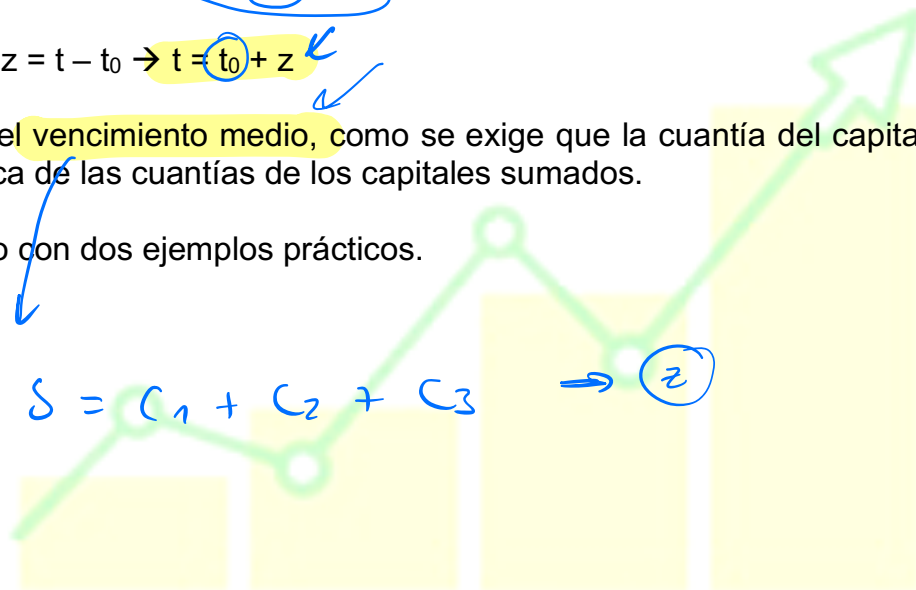 z = t – t₀ → t = t₀ + z
el vencimiento medio, como se exige que la cuantía del capita
ca de las cuantías de los capitales sumados.
o con dos ejemplos prácticos.
S = C₁ + C₂ + C₃ ⇒ z